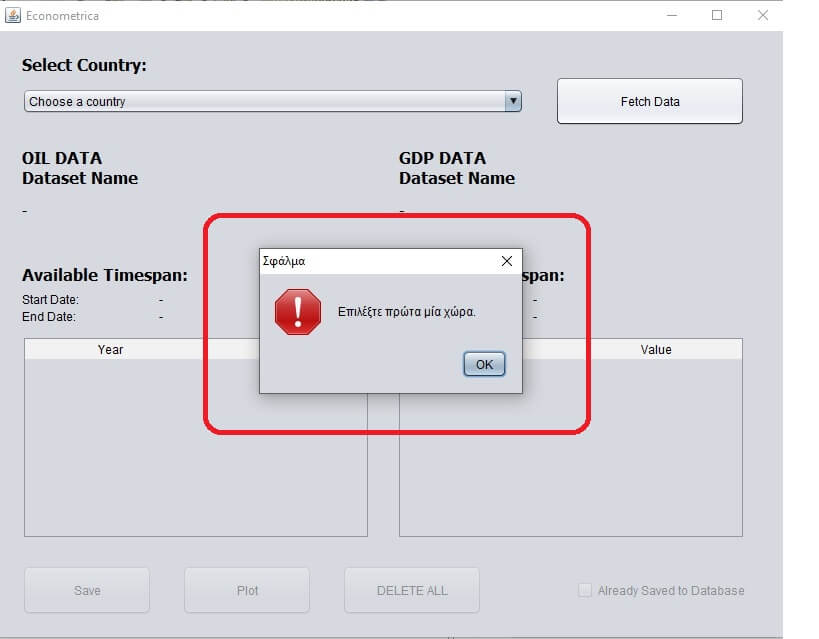 Econometrica
Select Country:
Choose a country
Fetch Data
OIL DATA
Dataset Name
-
GDP DATA
Dataset Name
-
Σφάλμα
Επιλέξτε πρώτα μία χώρα.
OK
Available Timespan:
Start Date: -
End Date: -
span:
-
-
Year
Value
Save
Plot
DELETE ALL
Already Saved to Database